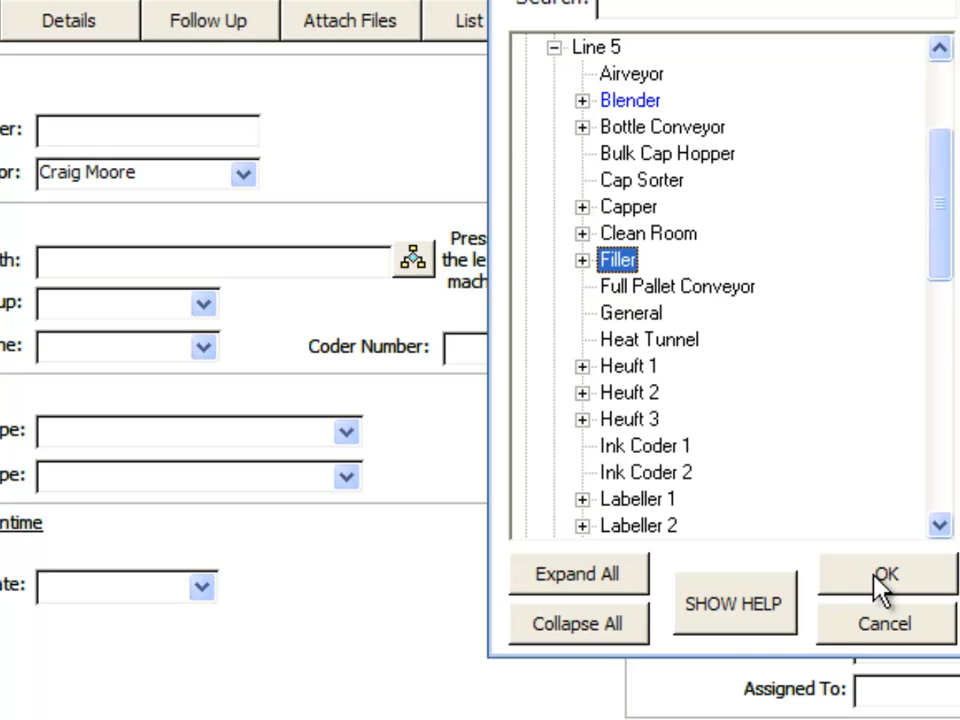 Details
Follow Up
Attach Files
List
Search:
er:
or:
Craig Moore
th:
Pres
the le
mach
up:
ne:
Coder Number:
pe:
pe:
ntime
ate:
Line 5
Airveyor
Blender
Bottle Conveyor
Bulk Cap Hopper
Cap Sorter
Capper
Clean Room
Filler
Full Pallet Conveyor
General
Heat Tunnel
Heuft 1
Heuft 2
Heuft 3
Ink Coder 1
Ink Coder 2
Labeller 1
Labeller 2
Expand All
Collapse All
SHOW HELP
OK
Cancel
Assigned To: